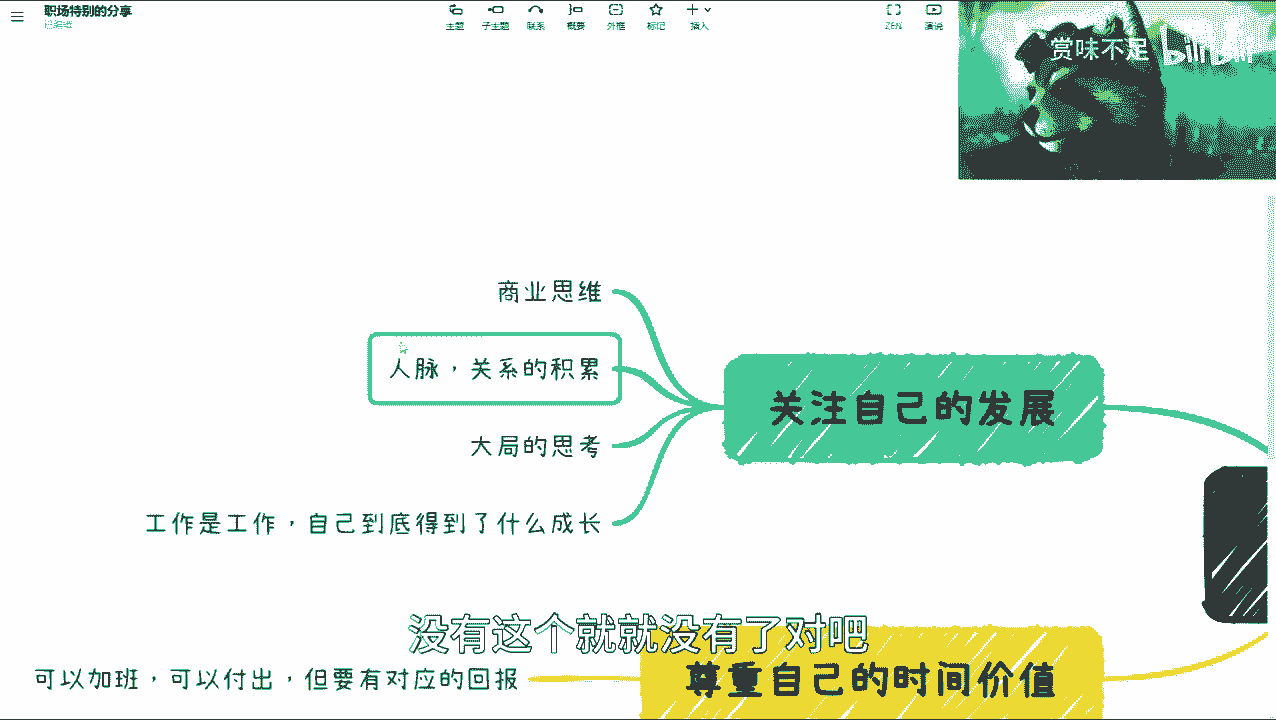 职场特别的分享
已编辑
主题
子主题
联系
概要
外框
标记
插入
ZEN
演说
赏味不足
bilibili
商业思维
人脉，关系的积累
关注自己的发展
大局的思考
工作是工作，自己到底得到了什么成长
没有这个就就没有了对吧
可以加班，可以付出，但要有对应的回报
尊重自己的时间价值